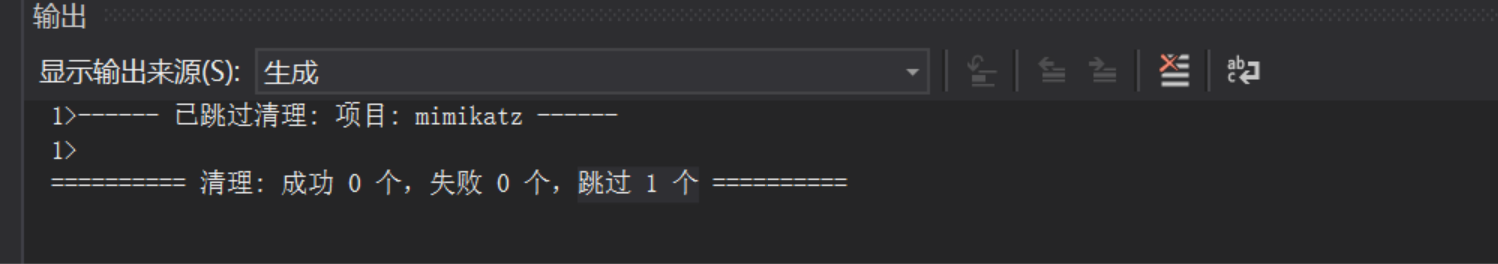 输出
显示输出来源(S): 生成
1>------ 已跳过清理: 项目: mimikatz ------
1>
========== 清理: 成功 0 个，失败 0 个，跳过 1 个 ==========